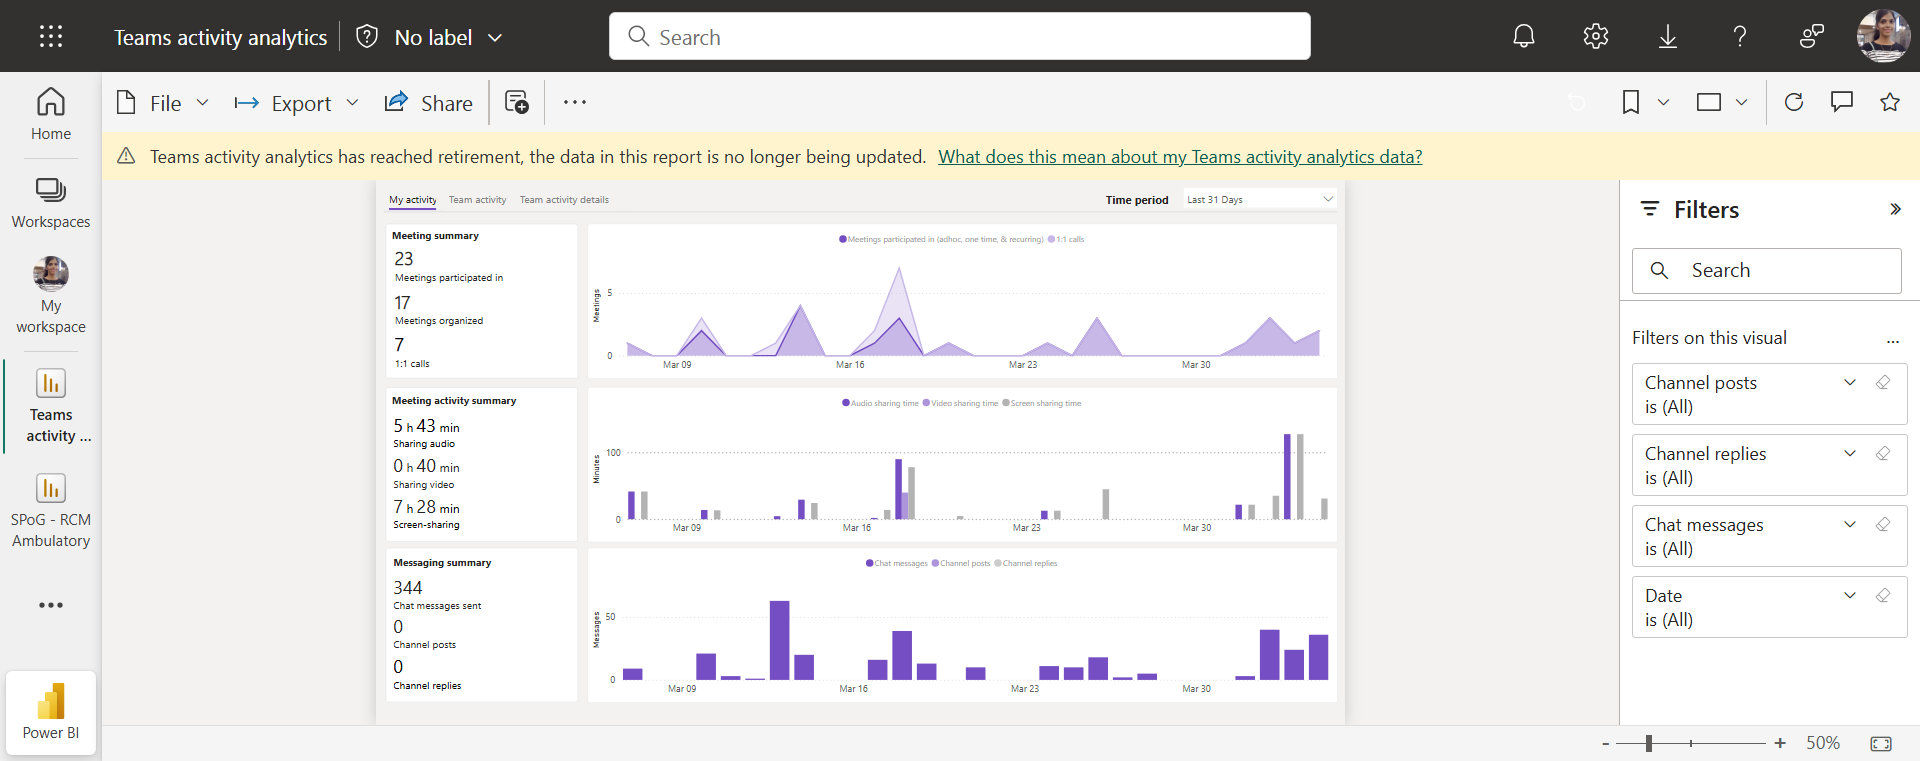 Teams activity analytics
No label
Search
Home
Workspaces
My
workspace
Teams
activity ...
SPoG - RCM
Ambulatory
Power BI
File
Export
Share
Teams activity analytics has reached retirement, the data in this report is no longer being updated. What does this mean about my Teams activity analytics data?
My activity Team activity Team activity details
Time period Last 31 Days
Meeting summary
23
Meetings participated in
17
Meetings organized
7
1:1 calls
Meetings participated in (adhoc, one time, & recurring) 1:1 calls
Meetings
5
0
Mar 09 Mar 16 Mar 23 Mar 30
Meeting activity summary
5 h 43 min
Sharing audio
0 h 40 min
Sharing video
7 h 28 min
Screen-sharing
Audio sharing time Video sharing time Screen sharing time
Minutes
100
0
Mar 09 Mar 16 Mar 23 Mar 30
Messaging summary
344
Chat messages sent
0
Channel posts
0
Channel replies
Chat messages Channel posts Channel replies
Messages
50
0
Mar 09 Mar 16 Mar 23 Mar 30
Filters
Search
Filters on this visual
...
Channel posts
is (All)
Channel replies
is (All)
Chat messages
is (All)
Date
is (All)
- + 50%